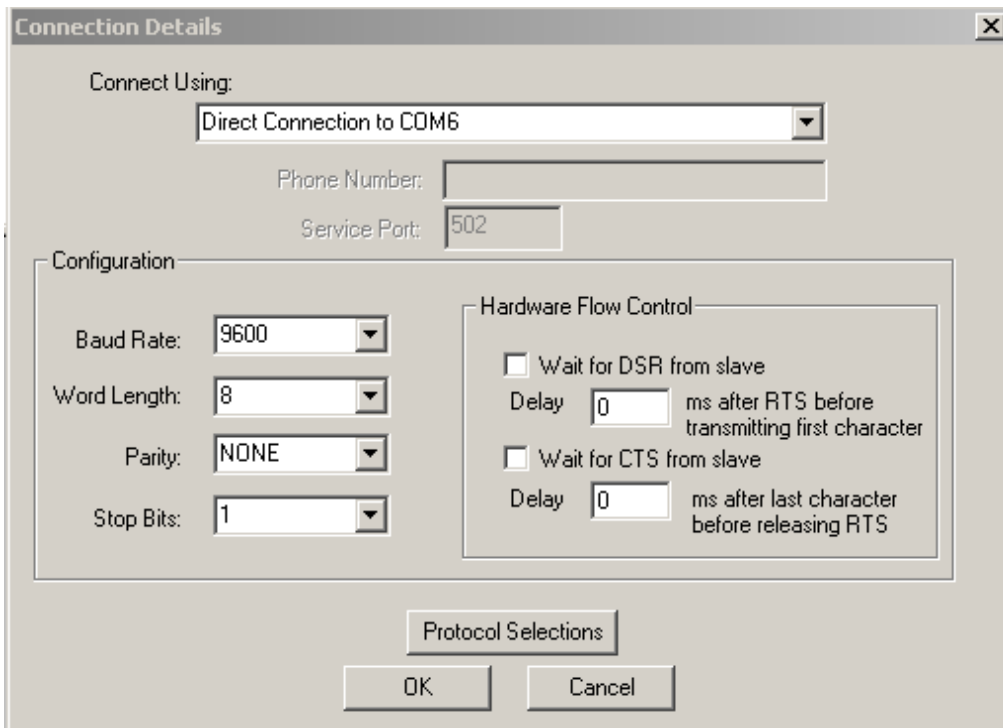 Connection Details
Connect Using:
Direct Connection to COM6
Phone Number:
Service Port: 502
Configuration
Baud Rate: 9600
Word Length: 8
Parity: NONE
Stop Bits: 1
Hardware Flow Control
Wait for DSR from slave
Delay 0 ms after RTS before
transmitting first character
Wait for CTS from slave
Delay 0 ms after last character
before releasing RTS
Protocol Selections
OK Cancel